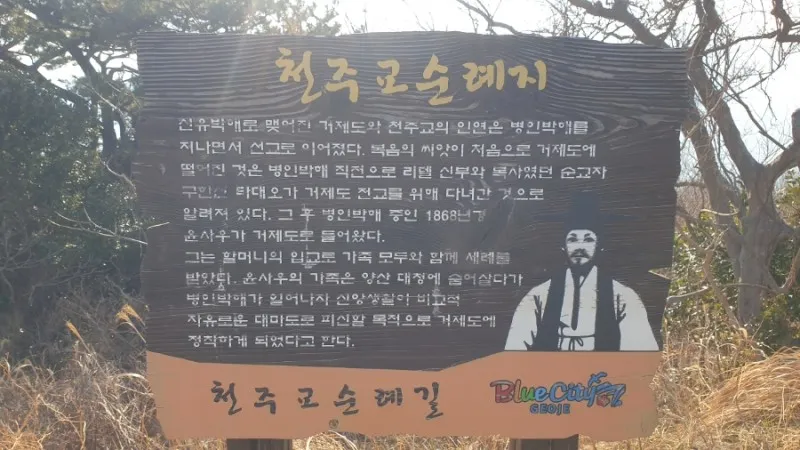 천주교순례지
신유박해로 맺어진 거제도와 천주교의 인연은 병인박해를
지나면서 선교로 이어졌다. 복음의 씨앗이 처음으로 거제도에
떨어진 것은 병인박해 직전으로 리델 신부와 복사였던 순교자
구한선 타대오가 거제도 전교를 위해 다녀간 것으로
알려져 있다. 그 후 병인박해 중인 1868년경
윤사우가 거제도로 들어왔다.
그는 할머니의 입교로 가족 모두와 함께 세례를
받았다. 윤사우의 가족은 양산 대청에 숨어살다가
병인박해가 일어나자 신앙생활이 비교적
자유로운 대마도로 피신할 목적으로 거제도에
정착하게 되었다고 한다.
천주교순례길
Blue City
GEOJE